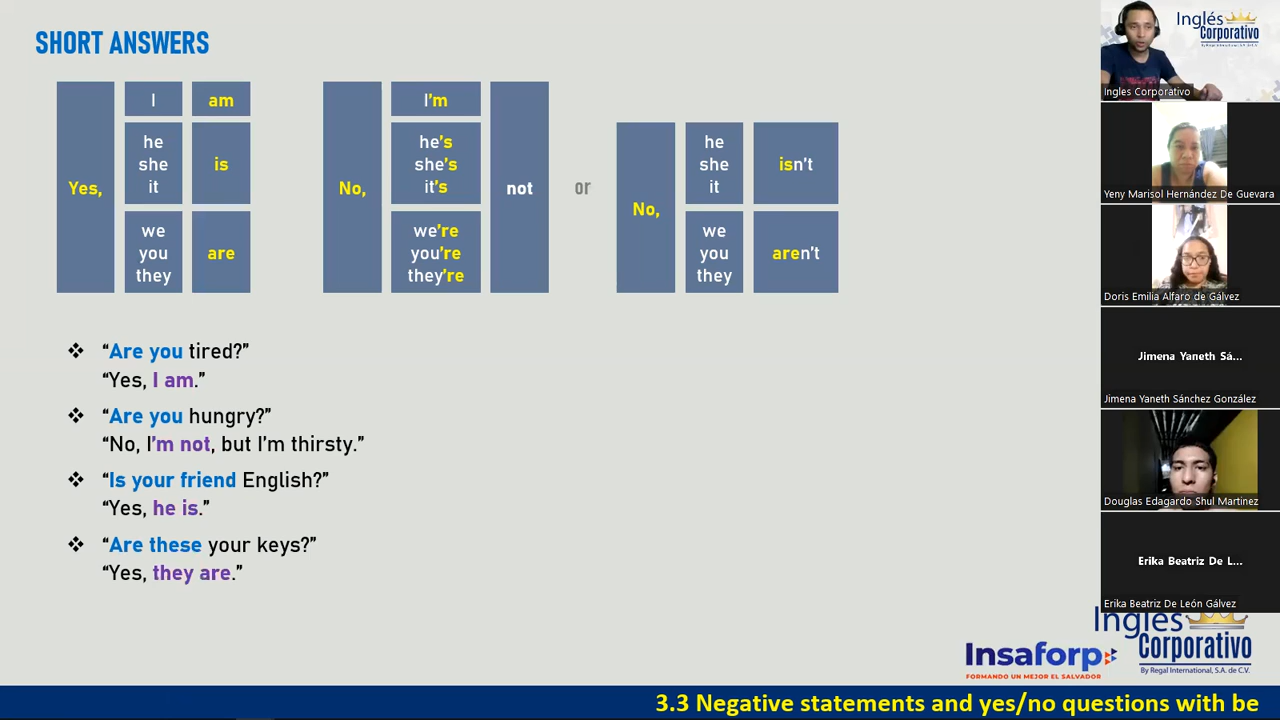 SHORT ANSWERS
Yes,
I
am
he
she
it
is
we
you
they
are
No,
I'm
he's
she's
it's
we're
you're
they're
not
or
No,
he
she
it
isn't
we
you
they
aren't
❖ “Are you tired?”
“Yes, I am.”
❖ “Are you hungry?”
“No, I'm not, but I'm thirsty.”
❖ “Is your friend English?”
“Yes, he is.”
❖ “Are these your keys?”
“Yes, they are.”
Inglés
Corporativo
By Regal International, S.A. de C.V.
Ingles Corporativo
Yeny Marisol Hernández De Guevara
Doris Emilia Alfaro de Gálvez
Jimena Yaneth Sá...
Jimena Yaneth Sánchez González
Douglas Edagardo Shul Martinez
Erika Beatriz De L...
Erika Beatriz De León Gálvez
Insaforp
FORMANDO UN MEJOR EL SALVADOR
Inglés
Corporativo
By Regal International, S.A. de C.V.
3.3 Negative statements and yes/no questions with be